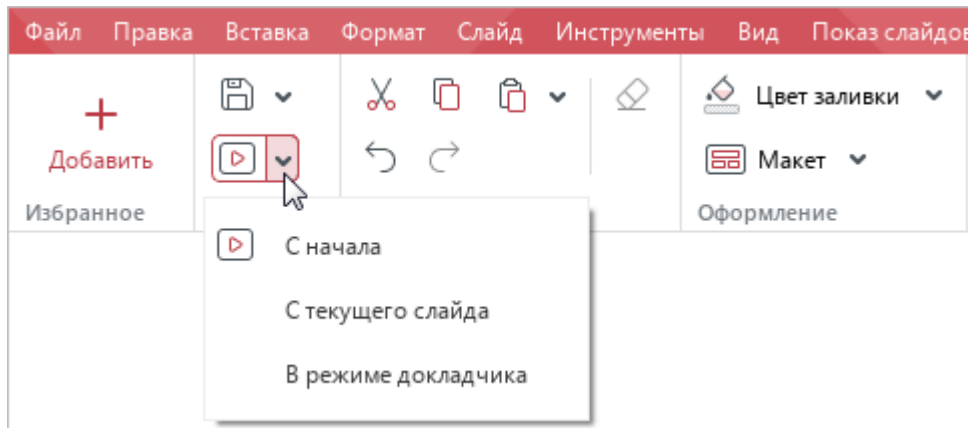 Файл Правка Вставка Формат Слайд Инструменты Вид Показ слайдов
Цвет заливки
Добавить
Макет
Избранное
Оформление
С начала
С текущего слайда
В режиме докладчика